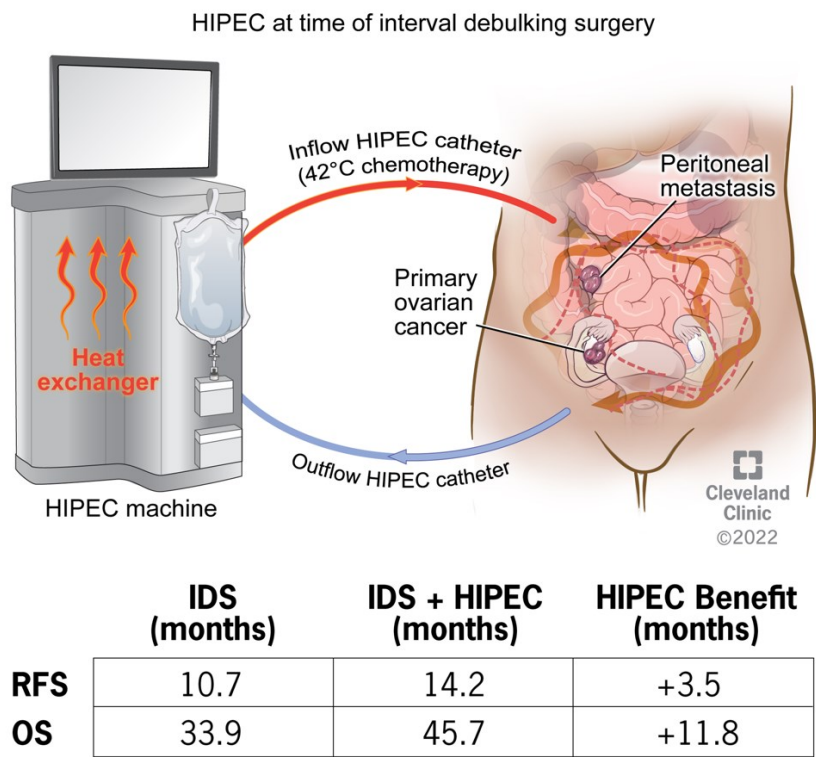 HIPEC at time of interval debulking surgery
Inflow HIPEC catheter
(42°C chemotherapy)
Peritoneal
metastasis
Primary
ovarian
cancer
Heat
exchanger
Outflow HIPEC catheter
HIPEC machine
Cleveland
Clinic
©2022
IDS
(months)
IDS + HIPEC
(months)
HIPEC Benefit
(months)
RFS 10.7 14.2 +3.5
OS 33.9 45.7 +11.8